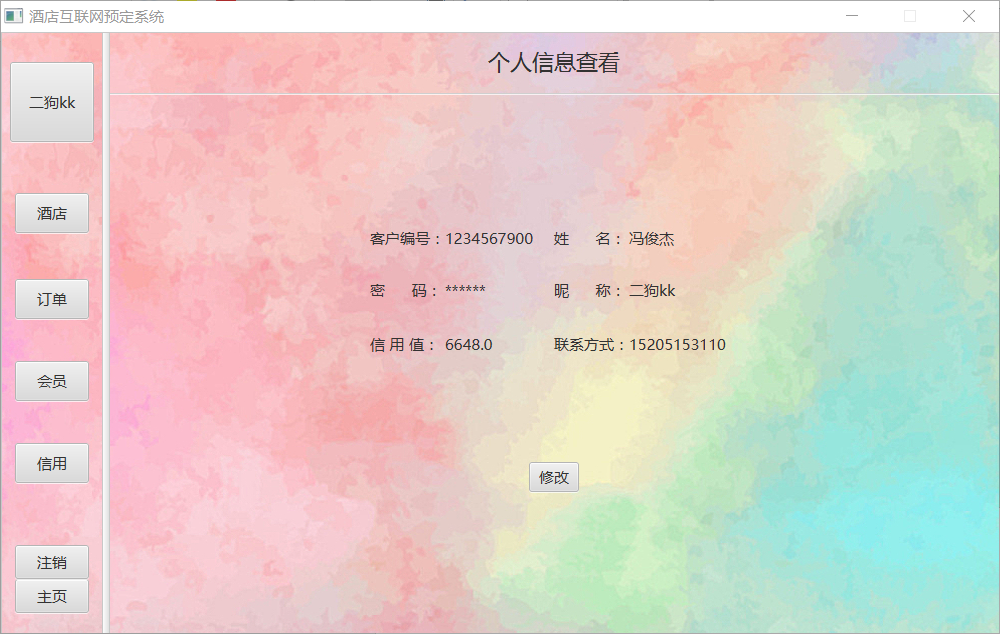 酒店互联网预定系统
二狗kk
酒店
订单
会员
信用
注销
主页
个人信息查看
客户编号：1234567900 姓 名：冯俊杰
密 码：****** 昵 称：二狗kk
信 用 值： 6648.0 联系方式：15205153110
修改